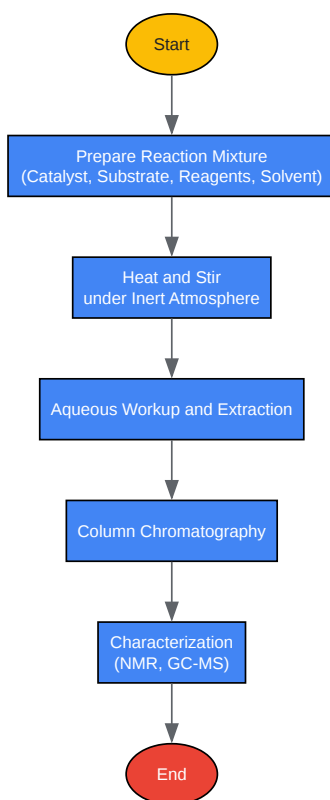 Start
Prepare Reaction Mixture
(Catalyst, Substrate, Reagents, Solvent)
Heat and Stir
under Inert Atmosphere
Aqueous Workup and Extraction
Column Chromatography
Characterization
(NMR, GC-MS)
End